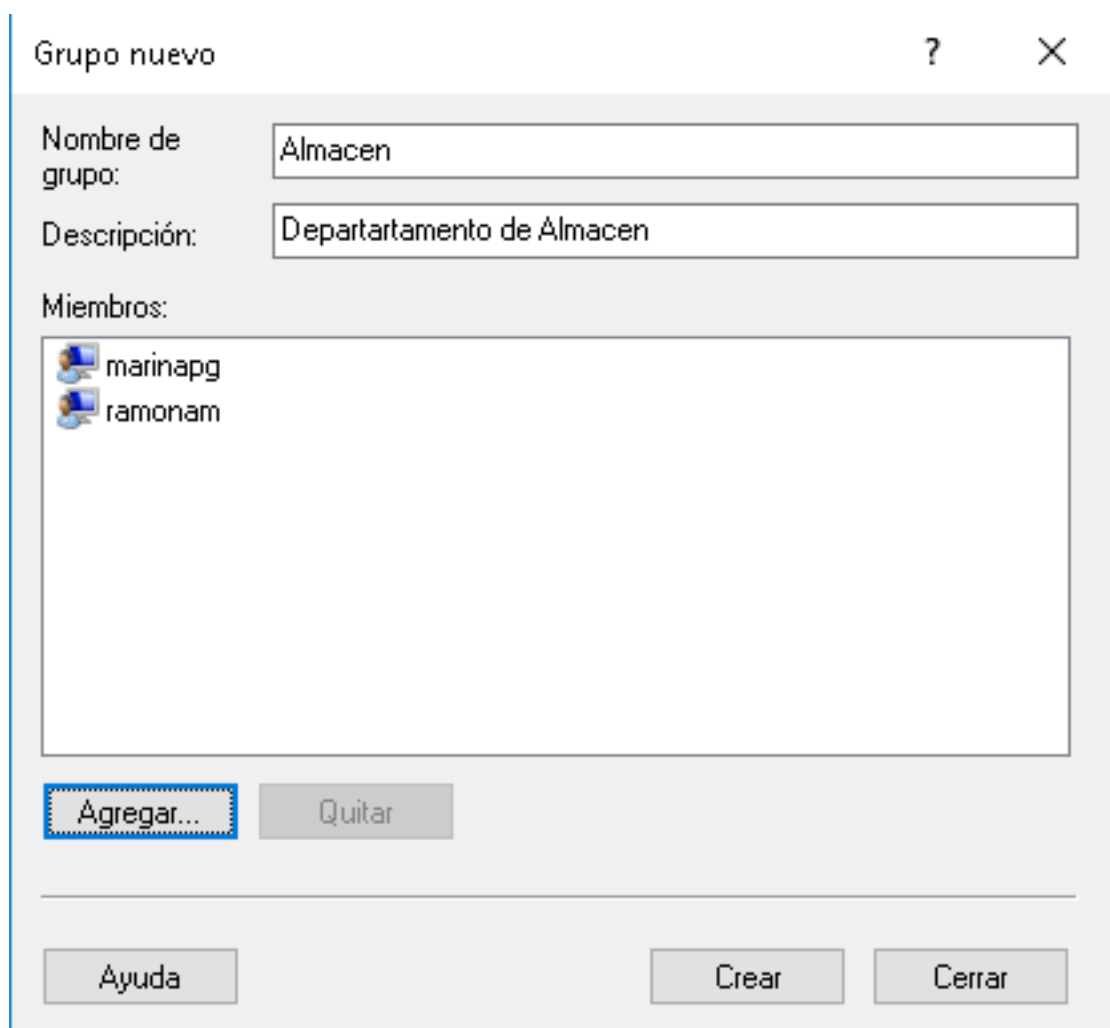 Grupo nuevo ?
Nombre de
grupo:
Almacen
Descripción: Departartamento de Almacen
Miembros:
marinapg
ramonam
Agregar... Quitar
Ayuda Crear Cerrar